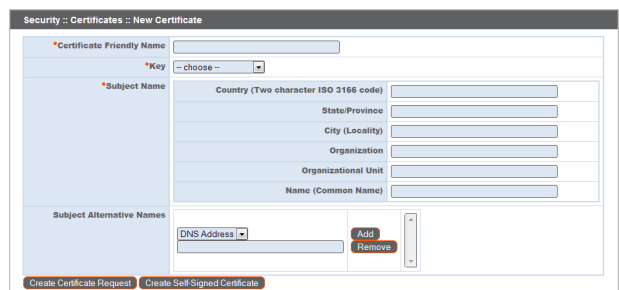 Security :: Certificates :: New Certificate
*Certificate Friendly Name
*Key -- choose --
*Subject Name
Country (Two character ISO 3166 code)
State/Province
City (Locality)
Organization
Organizational Unit
Name (Common Name)
Subject Alternative Names
DNS Address
Add
Remove
Create Certificate Request Create Self-Signed Certificate